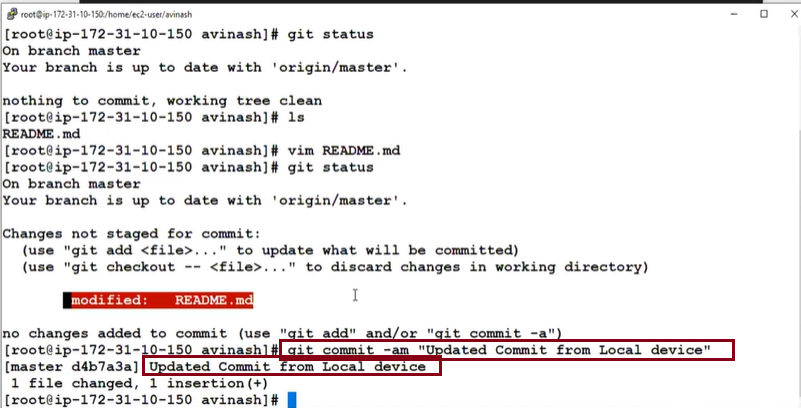 root@ip-172-31-10-150:/home/ec2-user/avinash
[root@ip-172-31-10-150 avinash]# git status
On branch master
Your branch is up to date with 'origin/master'.
nothing to commit, working tree clean
[root@ip-172-31-10-150 avinash]# ls
README.md
[root@ip-172-31-10-150 avinash]# vim README.md
[root@ip-172-31-10-150 avinash]# git status
On branch master
Your branch is up to date with 'origin/master'.
Changes not staged for commit:
  (use "git add <file>..." to update what will be committed)
  (use "git checkout -- <file>..." to discard changes in working directory)
modified:   README.md
no changes added to commit (use "git add" and/or "git commit -a")
[root@ip-172-31-10-150 avinash]# git commit -am "Updated Commit from Local device"
[master d4b7a3a] Updated Commit from Local device
 1 file changed, 1 insertion(+)
[root@ip-172-31-10-150 avinash]#